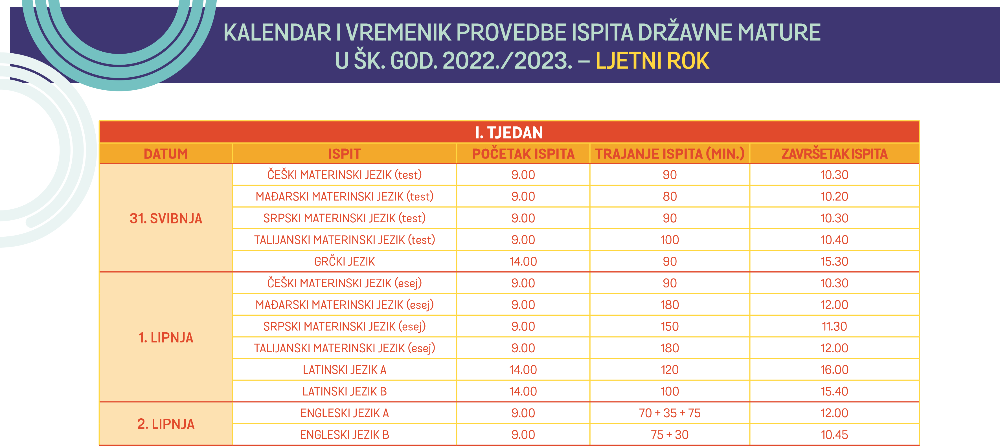 KALENDAR I VREMENIK PROVEDBE ISPITA DRŽAVNE MATURE
U ŠK. GOD. 2022./2023. – LJETNI ROK
I. TJEDAN
DATUM ISPIT POČETAK ISPITA TRAJANJE ISPITA (MIN.) ZAVRŠETAK ISPITA
31. SVIBNJA
ČEŠKI MATERINSKI JEZIK (test) 9.00 90 10.30
MAĐARSKI MATERINSKI JEZIK (test) 9.00 80 10.20
SRPSKI MATERINSKI JEZIK (test) 9.00 90 10.30
TALIJANSKI MATERINSKI JEZIK (test) 9.00 100 10.40
GRČKI JEZIK 14.00 90 15.30
1. LIPNJA
ČEŠKI MATERINSKI JEZIK (esej) 9.00 90 10.30
MAĐARSKI MATERINSKI JEZIK (esej) 9.00 180 12.00
SRPSKI MATERINSKI JEZIK (esej) 9.00 150 11.30
TALIJANSKI MATERINSKI JEZIK (esej) 9.00 180 12.00
LATINSKI JEZIK A 14.00 120 16.00
LATINSKI JEZIK B 14.00 100 15.40
2. LIPNJA
ENGLESKI JEZIK A 9.00 70 + 35 + 75 12.00
ENGLESKI JEZIK B 9.00 75 + 30 10.45